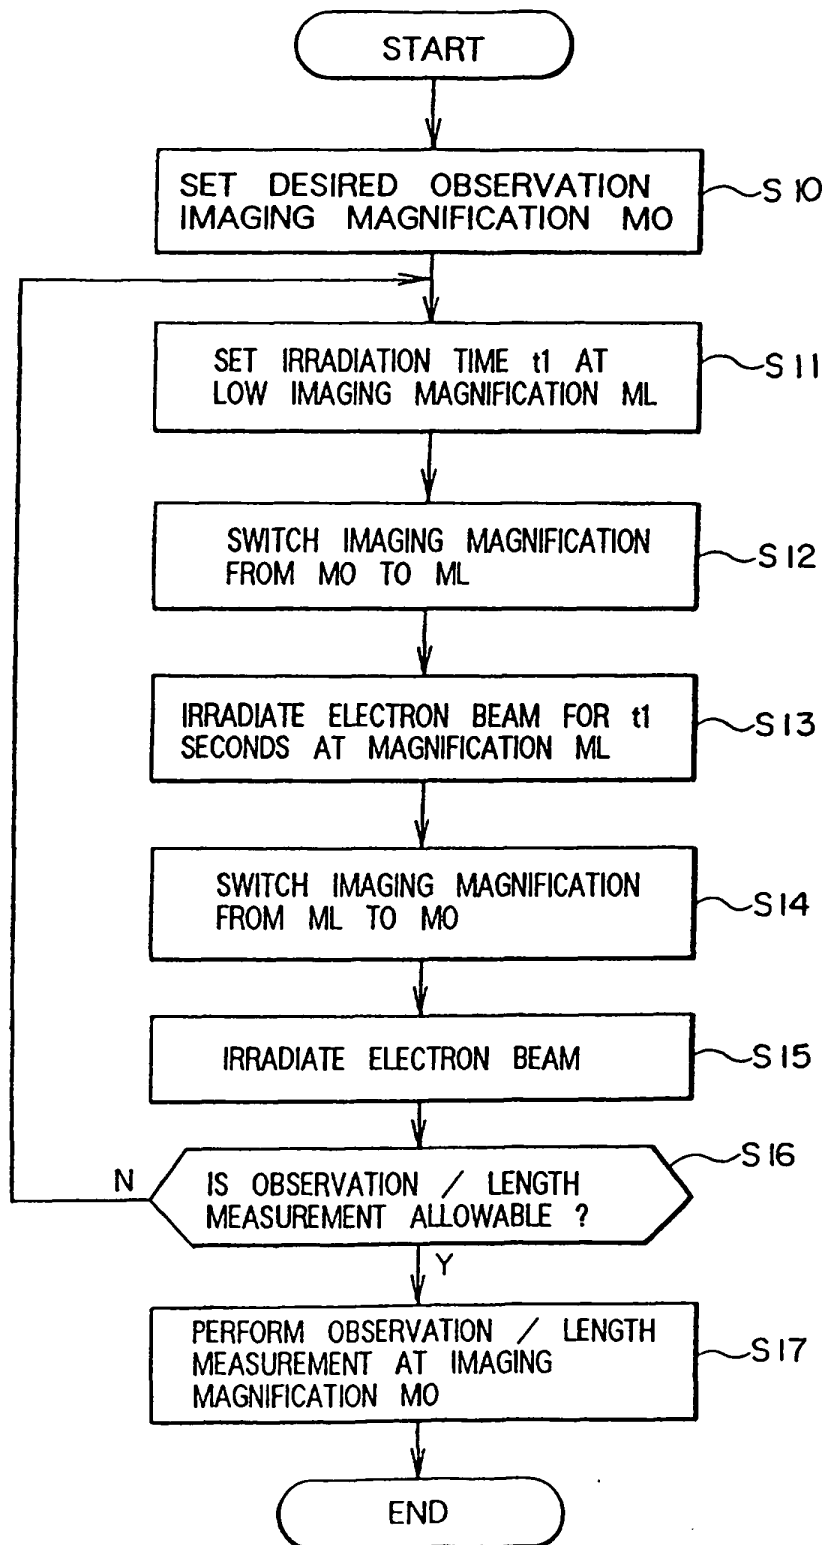 START
SET DESIRED OBSERVATION
IMAGING MAGNIFICATION MO
S10
SET IRRADIATION TIME t1 AT
LOW IMAGING MAGNIFICATION ML
S11
SWITCH IMAGING MAGNIFICATION
FROM MO TO ML
S12
IRRADIATE ELECTRON BEAM FOR t1
SECONDS AT MAGNIFICATION ML
S13
SWITCH IMAGING MAGNIFICATION
FROM ML TO MO
S14
IRRADIATE ELECTRON BEAM
S15
N
IS OBSERVATION / LENGTH
MEASUREMENT ALLOWABLE ?
S16
Y
PERFORM OBSERVATION / LENGTH
MEASUREMENT AT IMAGING
MAGNIFICATION MO
S17
END